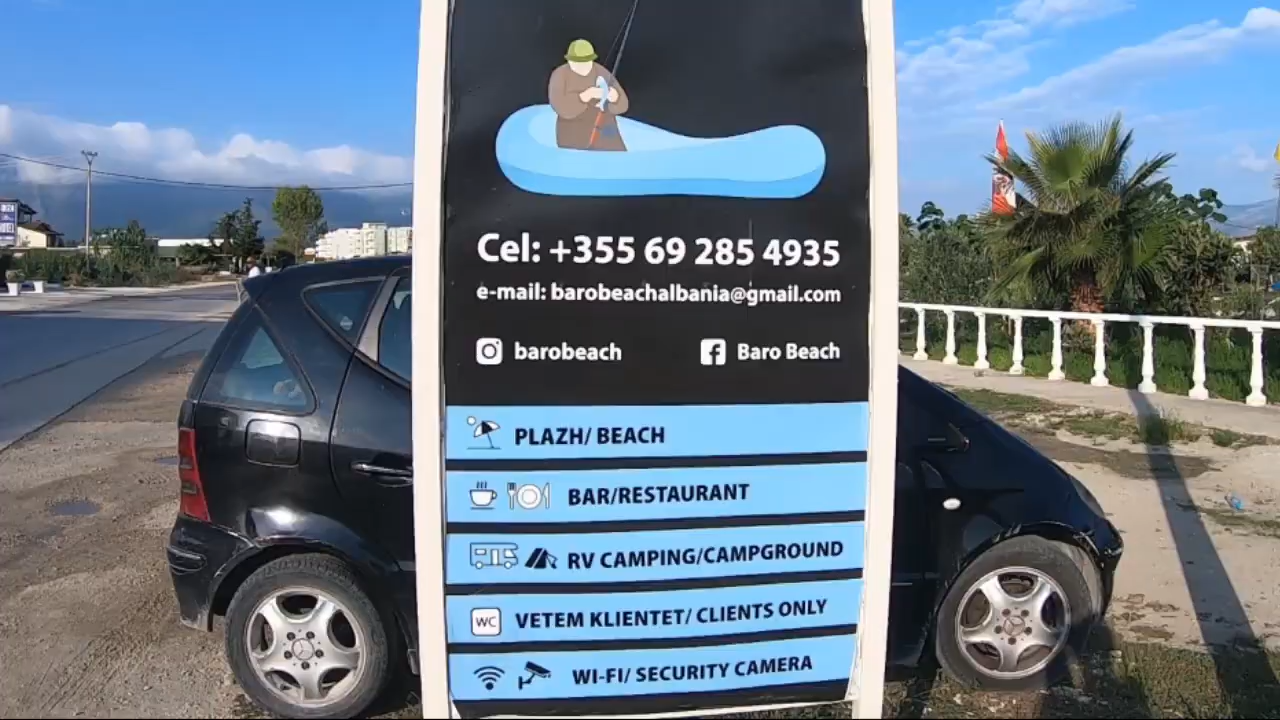 Cel: +355 69 285 4935
e-mail: barobeachalbania@gmail.com
barobeach
Baro Beach
PLAZH/ BEACH
BAR/RESTAURANT
RV CAMPING/CAMPGROUND
WC VETEM KLIENTET/ CLIENTS ONLY
WI-FI/ SECURITY CAMERA